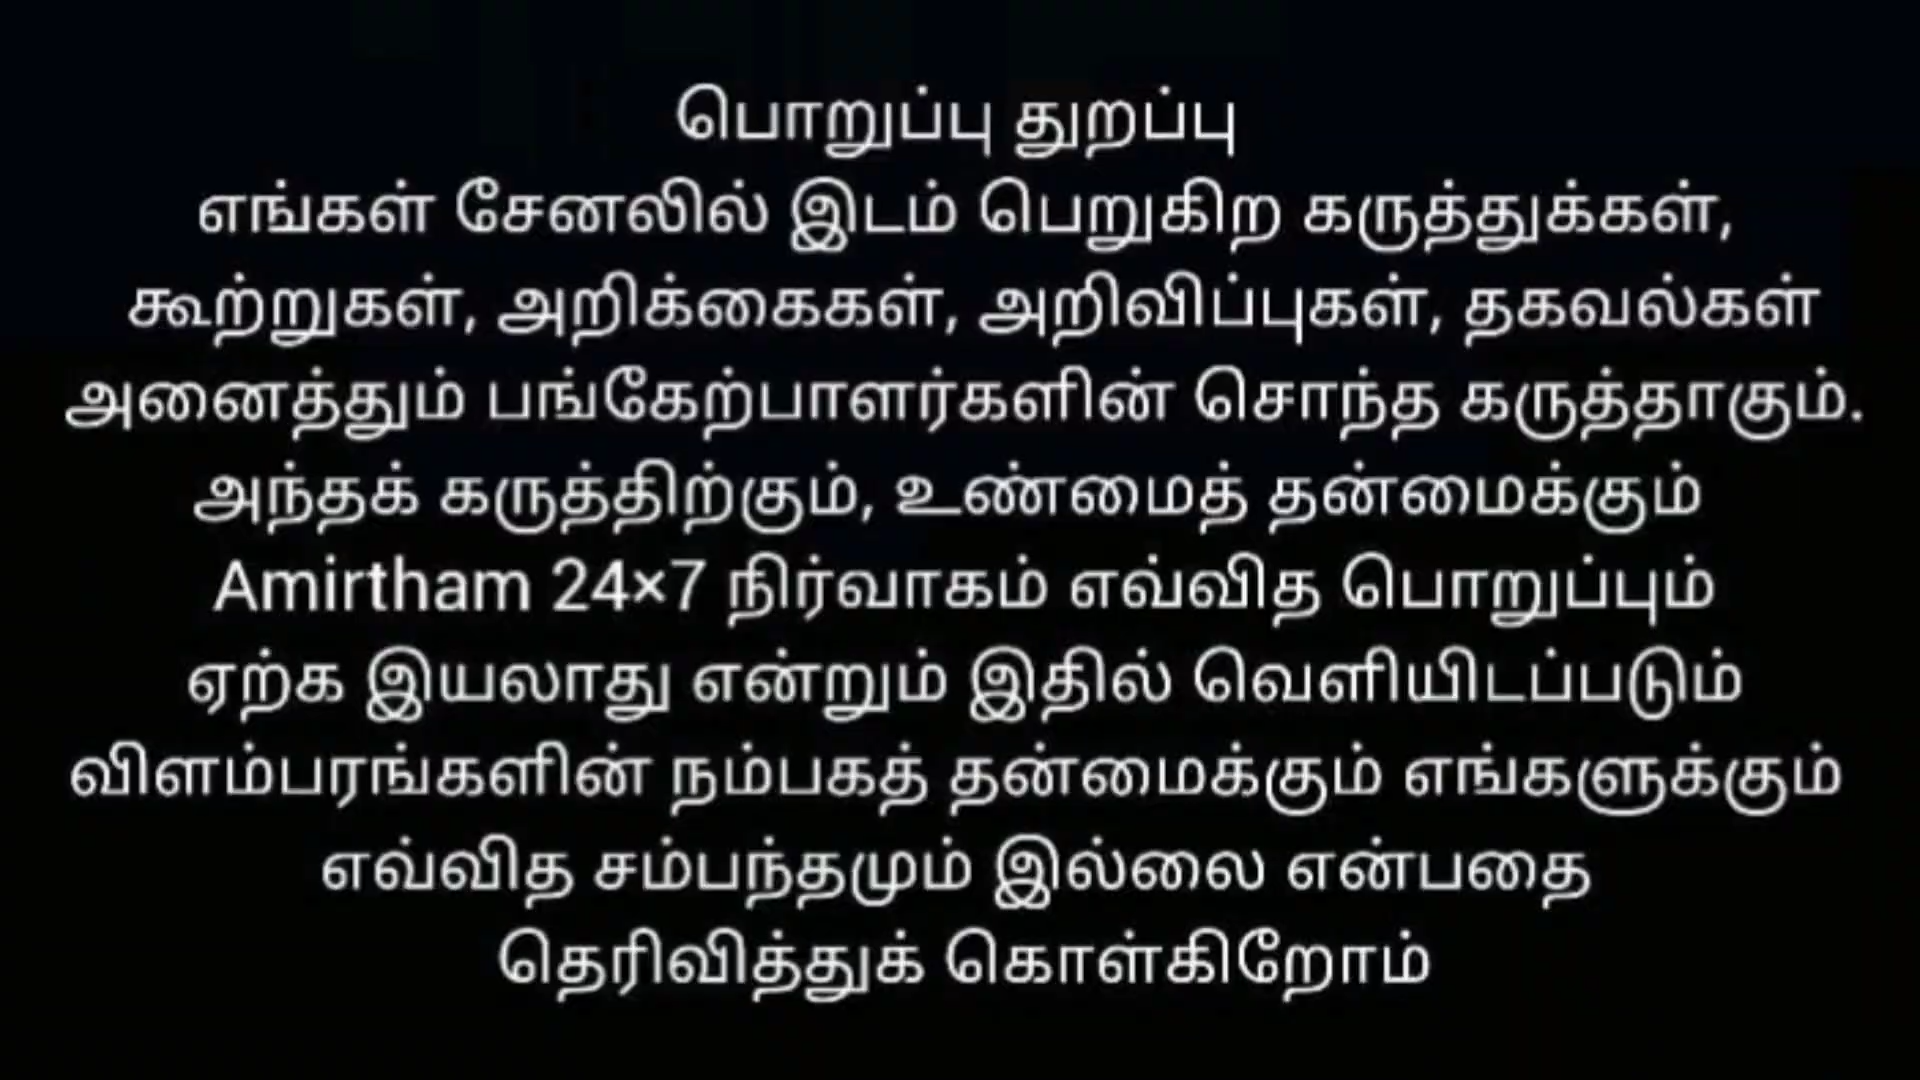 பொறுப்பு துறப்பு
எங்கள் சேனலில் இடம் பெறுகிற கருத்துக்கள்,
கூற்றுகள், அறிக்கைகள், அறிவிப்புகள், தகவல்கள்
அனைத்தும் பங்கேற்பாளர்களின் சொந்த கருத்தாகும்.
அந்தக் கருத்திற்கும், உண்மைத் தன்மைக்கும்
Amirtham 24×7 நிர்வாகம் எவ்வித பொறுப்பும்
ஏற்க இயலாது என்றும் இதில் வெளியிடப்படும்
விளம்பரங்களின் நம்பகத் தன்மைக்கும் எங்களுக்கும்
எவ்வித சம்பந்தமும் இல்லை என்பதை
தெரிவித்துக் கொள்கிறோம்